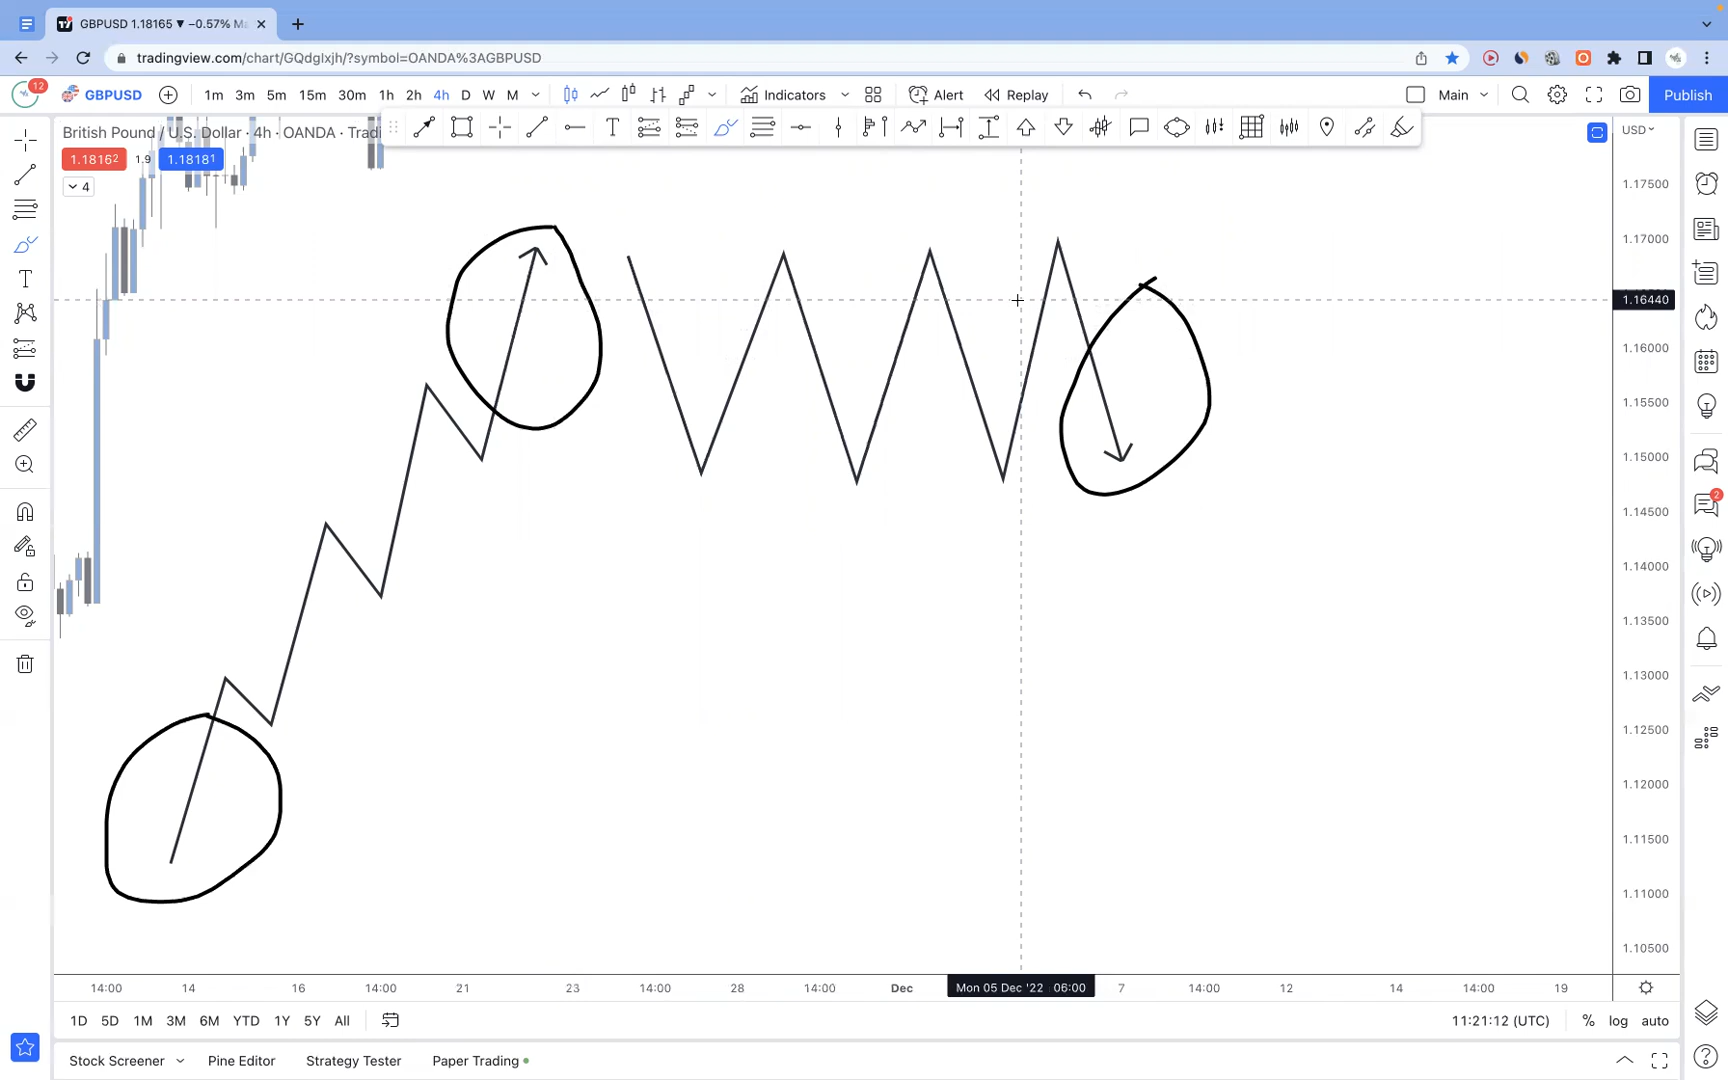 GBPUSD 1.18165 ▼ −0.57% Ma
tradingview.com/chart/GQdglxjh/?symbol=OANDA%3AGBPUSD
12
GBPUSD
1m 3m 5m 15m 30m 1h 2h 4h D W M
Indicators
Alert
Replay
Main
Publish
British Pound / U.S. Dollar · 4h · OANDA · Tradi
USD
1.18162 1.9 1.18181
4
1.17500
1.17000
1.16440
1.16000
1.15500
1.15000
1.14500
1.14000
1.13500
1.13000
1.12500
1.12000
1.11500
1.11000
1.10500
2
14:00 14 16 14:00 21 23 14:00 28 14:00 Dec Mon 05 Dec '22 06:00 7 14:00 12 14 14:00 19
1D 5D 1M 3M 6M YTD 1Y 5Y All
11:21:12 (UTC) % log auto
Stock Screener Pine Editor Strategy Tester Paper Trading